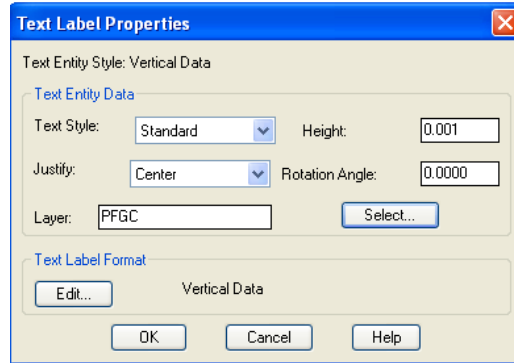 Text Label Properties
Text Entity Style: Vertical Data
Text Entity Data
Text Style: Standard Height: 0.001
Justify: Center Rotation Angle: 0.0000
Layer: PFGC Select...
Text Label Format
Edit... Vertical Data
OK Cancel Help